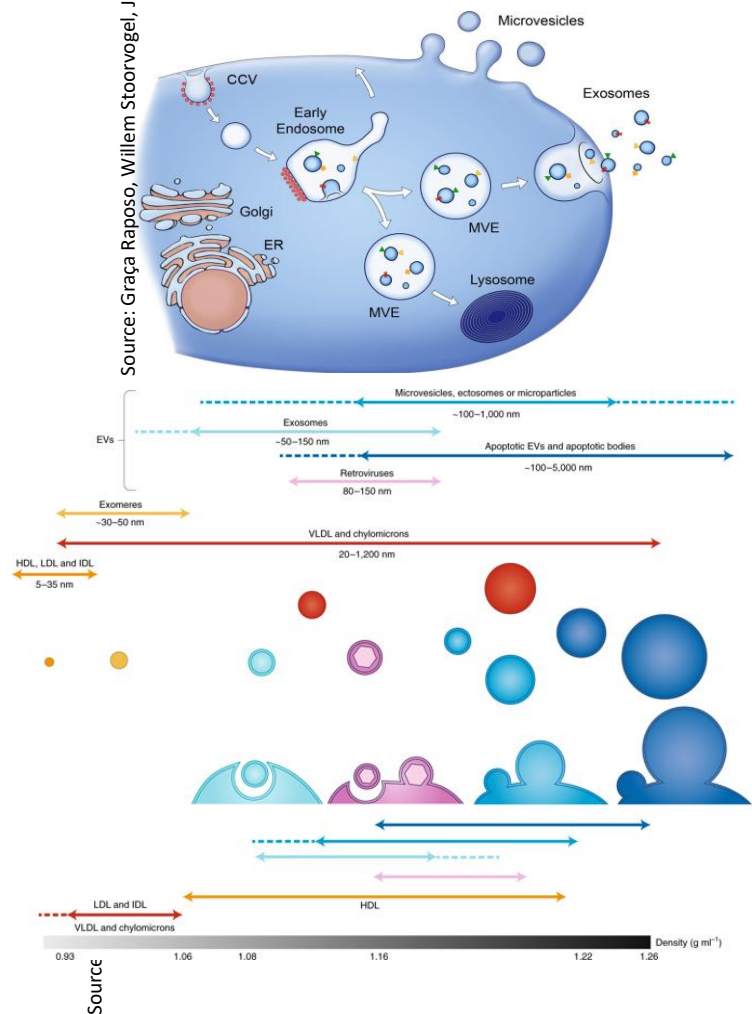 Source: Graça Raposo, Willem Stoorvogel, J
Microvesicles
CCV
Exosomes
Early
Endosome
Golgi
MVE
ER
Lysosome
MVE
Microvesicles, ectosomes or microparticles
~100–1,000 nm
Exosomes
~50–150 nm
EVs
Apoptotic EVs and apoptotic bodies
~100–5,000 nm
Retroviruses
80–150 nm
Exomeres
~30–50 nm
VLDL and chylomicrons
20–1,200 nm
HDL, LDL and IDL
5–35 nm
LDL and IDL
HDL
VLDL and chylomicrons
Density (g ml⁻¹)
0.93 1.06 1.08 1.16 1.22 1.26
Source